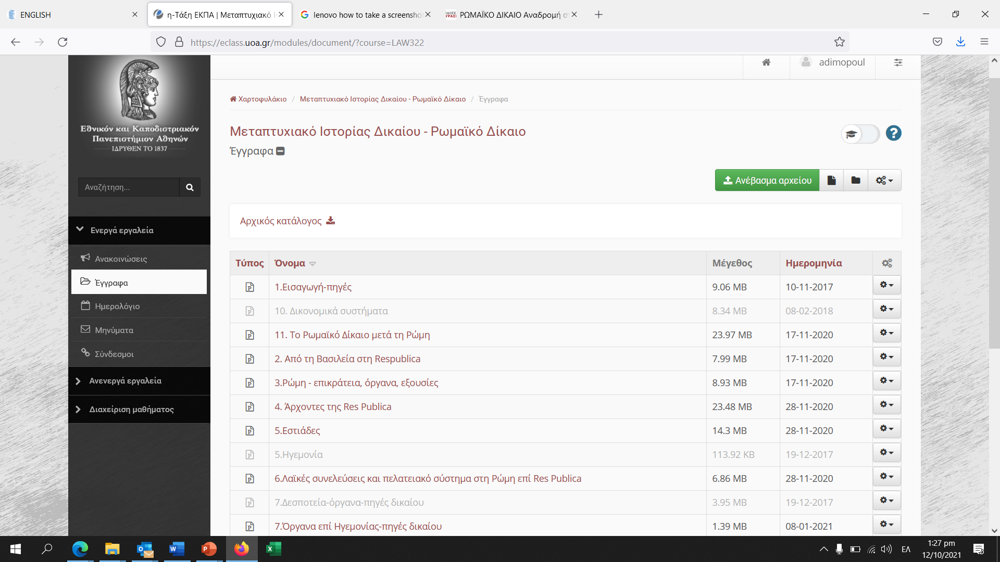 ENGLISH
η-Τάξη ΕΚΠΑ | Μεταπτυχιακό Ι
lenovo how to take a screensho
ΡΩΜΑΪΚΟ ΔΙΚΑΙΟ Αναδρομή σ
https://eclass.uoa.gr/modules/document/?course=LAW322
adimopoul
Εθνικόν και Καποδιστριακόν
Πανεπιστήμιον Αθηνών
ΙΔΡΥΘΕΝ ΤΟ 1837
Αναζήτηση...
Ενεργά εργαλεία
Ανακοινώσεις
Έγγραφα
Ημερολόγιο
Μηνύματα
Σύνδεσμοι
Ανενεργά εργαλεία
Διαχείριση μαθήματος
Χαρτοφυλάκιο / Μεταπτυχιακό Ιστορίας Δικαίου - Ρωμαϊκό Δίκαιο / Έγγραφα
Μεταπτυχιακό Ιστορίας Δικαίου - Ρωμαϊκό Δίκαιο
Έγγραφα
Ανέβασμα αρχείου
Αρχικός κατάλογος
Τύπος Όνομα Μέγεθος Ημερομηνία
1.Εισαγωγή-πηγές 9.06 MB 10-11-2017
10. Δικονομικά συστήματα 8.34 MB 08-02-2018
11. Το Ρωμαϊκό Δίκαιο μετά τη Ρώμη 23.97 MB 17-11-2020
2. Από τη Βασιλεία στη Respublica 7.99 MB 17-11-2020
3.Ρώμη - επικράτεια, όργανα, εξουσίες 8.93 MB 17-11-2020
4. Άρχοντες της Res Publica 23.48 MB 28-11-2020
5.Εστιάδες 14.3 MB 28-11-2020
5.Ηγεμονία 113.92 KB 19-12-2017
6.Λαϊκές συνελεύσεις και πελατειακό σύστημα στη Ρώμη επί Res Publica 6.86 MB 28-11-2020
7.Δεσποτεία-όργανα-πηγές δικαίου 3.95 MB 19-12-2017
7.Όργανα επί Ηγεμονίας-πηγές δικαίου 1.39 MB 08-01-2021
ΕΛ
1:27 pm
12/10/2021